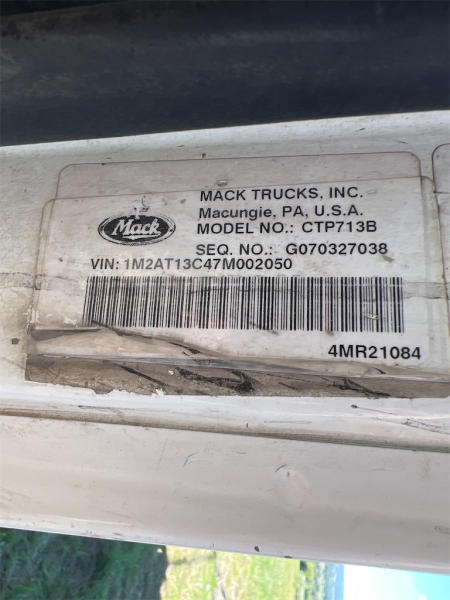 MACK TRUCKS, INC.
Macungie, PA, U.S.A.
Mack
MODEL NO.: CTP713B
SEQ. NO.: G070327038
VIN: 1M2AT13C47M002050
4MR21084